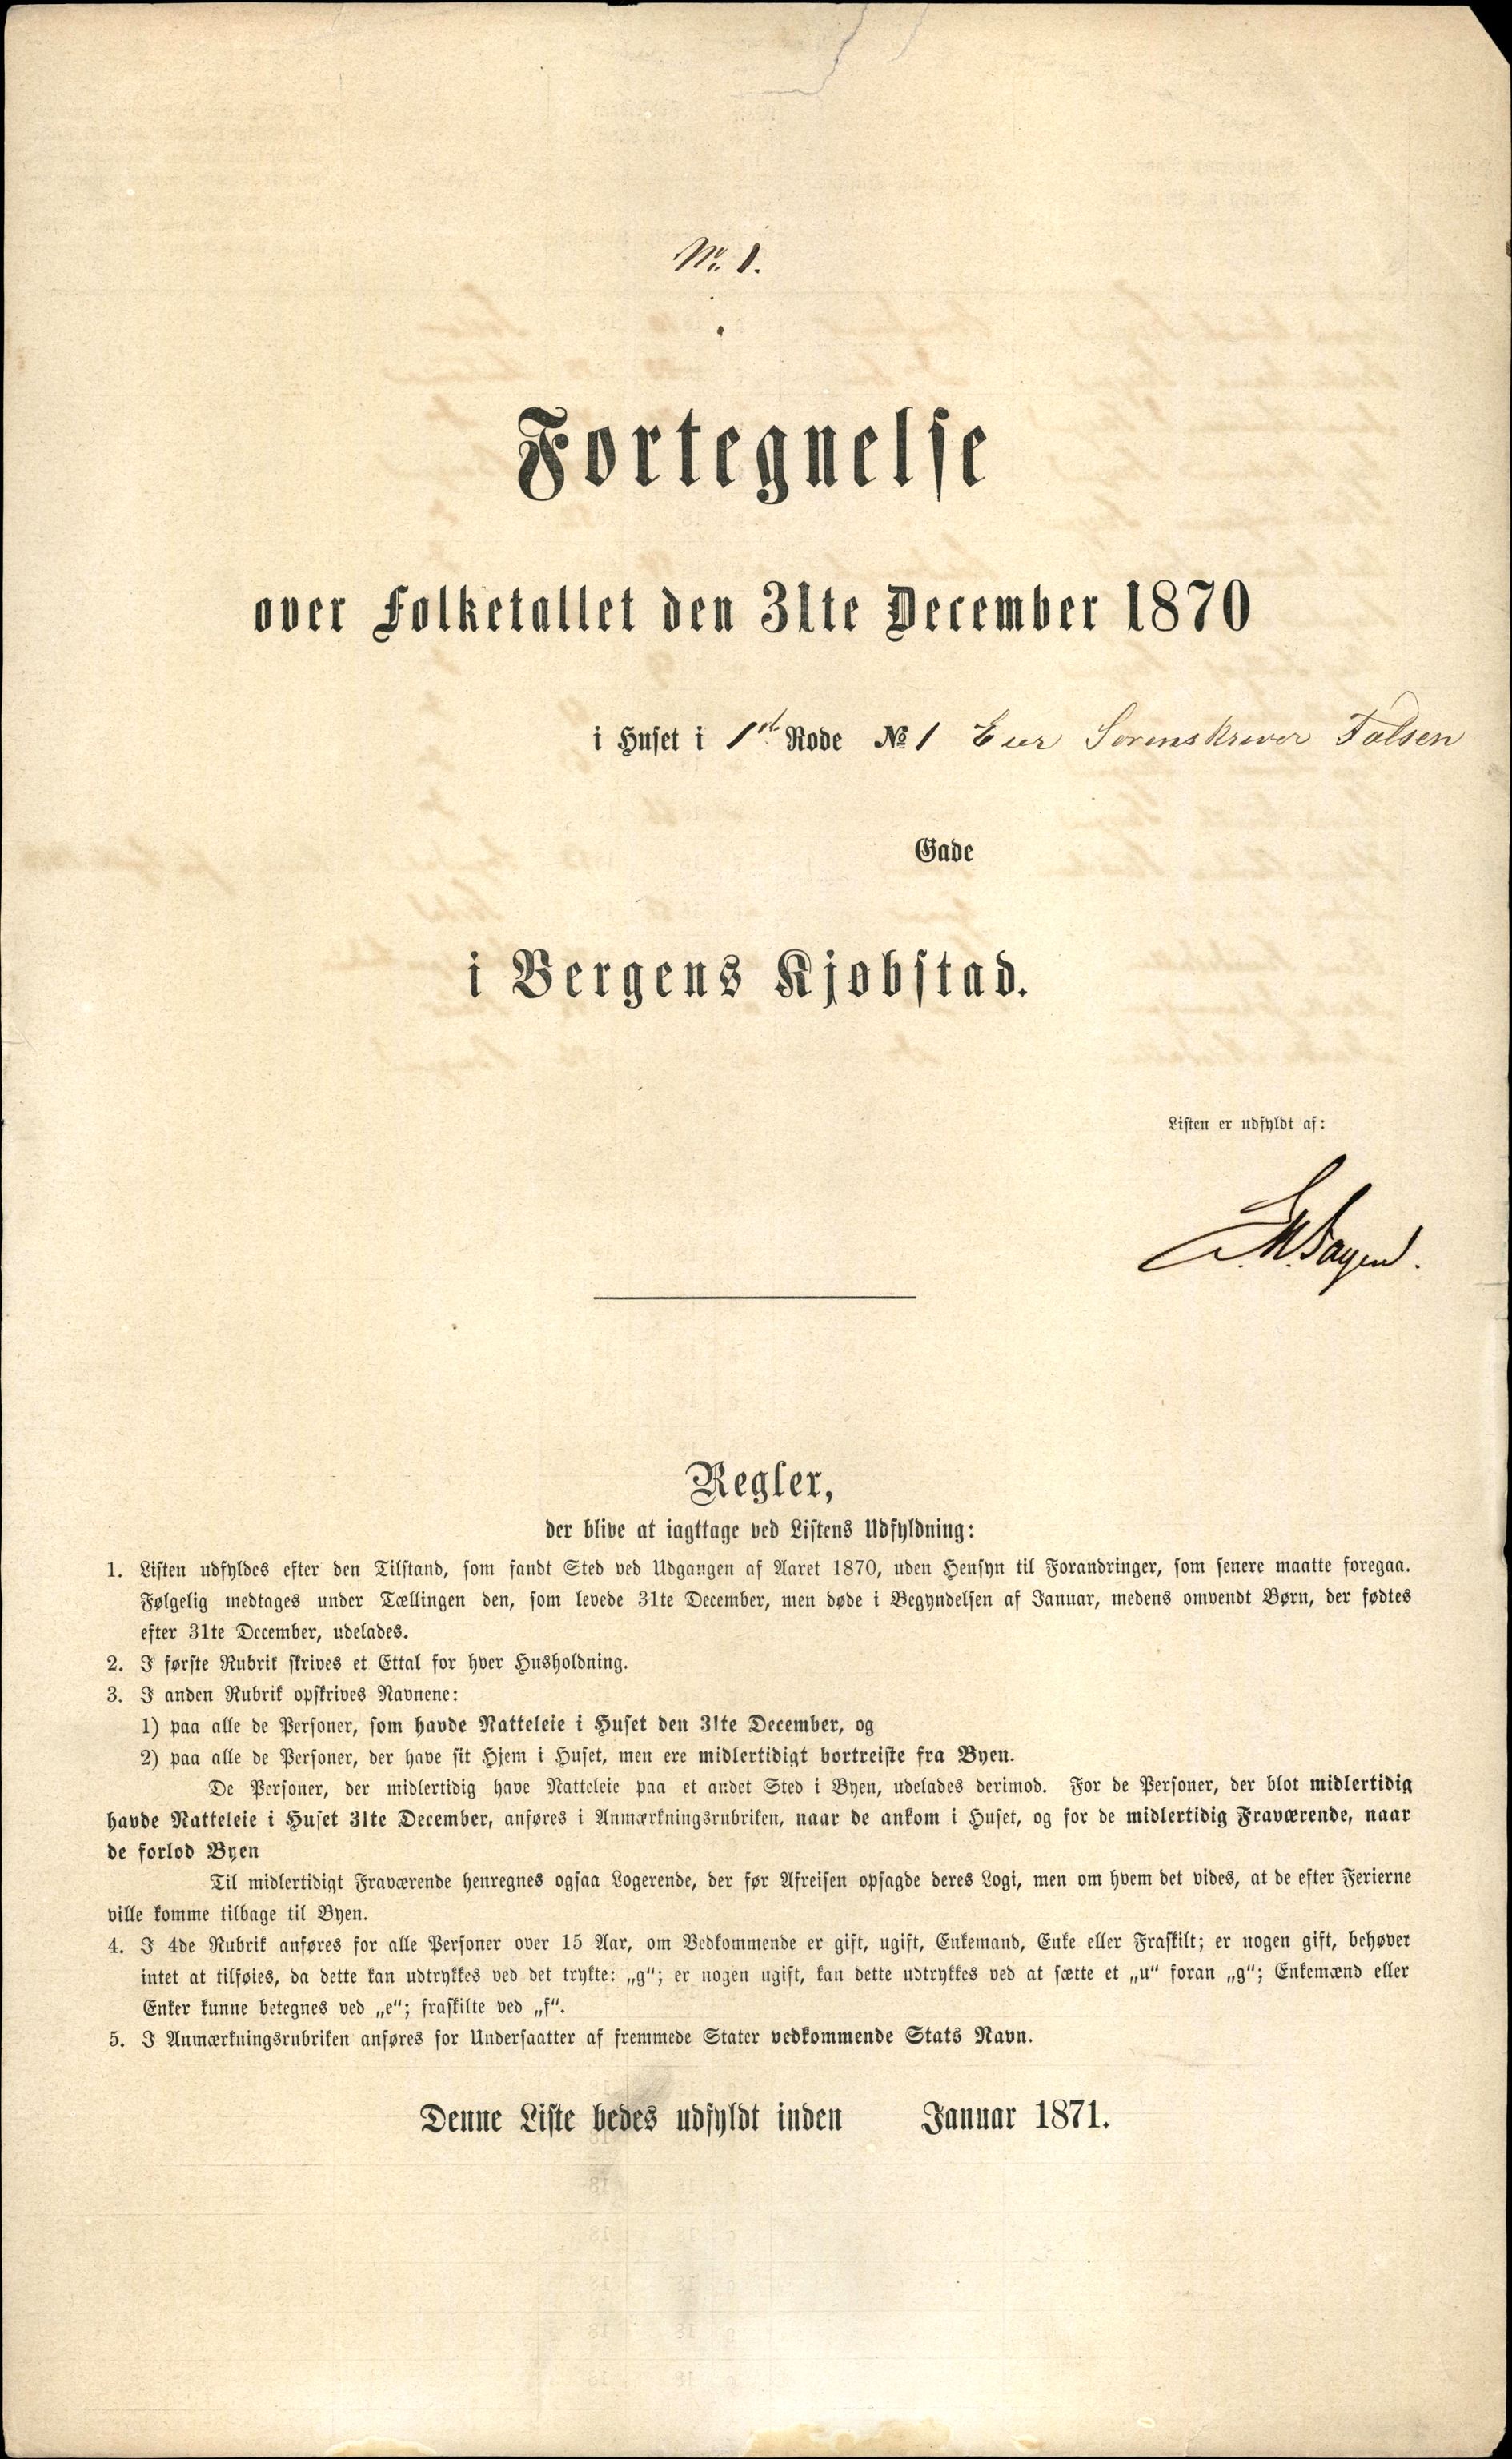 No. 1.
Fortegnelse
over Folketallet den 31te December 1870
i Huset i 1ste Rode № 1 Eier Sorenskriver Falsen
Gade
i Bergens Kjøbstad.
Listen er udfyldt af:
Regler,
der blive at iagttage ved Listens Udfyldning:
1. Listen udfyldes efter den Tilstand, som fandt Sted ved Udgangen af Aaret 1870, uden Hensyn til Forandringer, som senere maatte foregaa.
Følgelig medtages under Tællingen den, som levede 31te December, men døde i Begyndelsen af Januar, medens omvendt Børn, der fødtes
efter 31te December, udelades.
2. I første Rubrik skrives et Ettal for hver Husholdning.
3. I anden Rubrik opskrives Navnene:
1) paa alle de Personer, som havde Natteleie i Huset den 31te December, og
2) paa alle de Personer, der have sit Hjem i Huset, men ere midlertidigt bortreiste fra Byen.
De Personer, der midlertidig have Natteleie paa et andet Sted i Byen, udelades derimod. For de Personer, der blot midlertidig
havde Natteleie i Huset 31te December, anføres i Anmærkningsrubriken, naar de ankom i Huset, og for de midlertidig Fraværende, naar
de forlod Byen
Til midlertidigt Fraværende henregnes ogsaa Logerende, der før Afreisen opsagde deres Logi, men om hvem det vides, at de efter Ferierne
ville komme tilbage til Byen.
4. I 4de Rubrik anføres for alle Personer over 15 Aar, om Vedkommende er gift, ugift, Enkemand, Enke eller Fraskilt; er nogen gift, behøver
intet at tilføies, da dette kan udtrykkes ved det trykte: „g“; er nogen ugift, kan dette udtrykkes ved at sætte et „u“ foran „g“; Enkemænd eller
Enker kunne betegnes ved „e“; fraskilte ved „f“.
5. I Anmærkningsrubriken anføres for Undersaatter af fremmede Stater vedkommende Stats Navn.
Denne Liste bedes udfyldt inden Januar 1871.